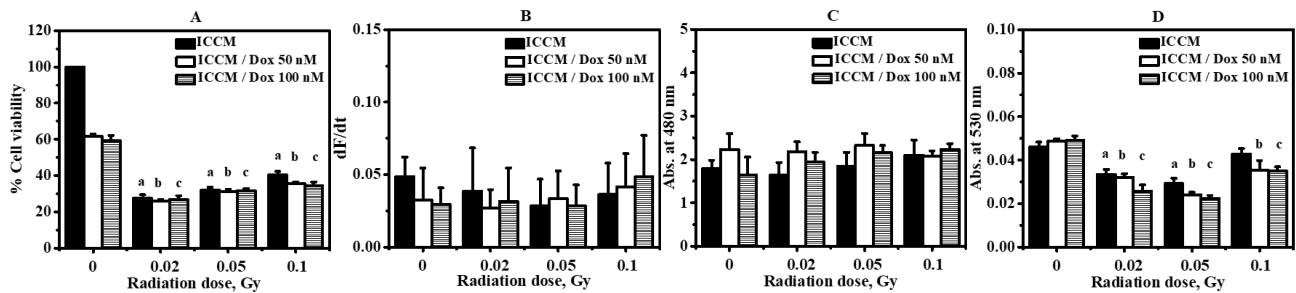 A
% Cell viability
120
100
80
60
40
20
0
ICCM
ICCM / Dox 50 nM
ICCM / Dox 100 nM
a b c
a b c
a b c
0 0.02 0.05 0.1
Radiation dose, Gy
B
dF/dt
0.15
0.10
0.05
0.00
ICCM
ICCM / Dox 50 nM
ICCM / Dox 100 nM
0 0.02 0.05 0.1
Radiation dose, Gy
C
Abs. at 480 nm
5
4
3
2
1
0
ICCM
ICCM / Dox 50 nM
ICCM / Dox 100 nM
0 0.02 0.05 0.1
Radiation dose, Gy
D
Abs. at 530 nm
0.10
0.08
0.06
0.04
0.02
0.00
ICCM
ICCM / Dox 50 nM
ICCM / Dox 100 nM
a b c
a b c
b c
0 0.02 0.05 0.1
Radiation dose, Gy